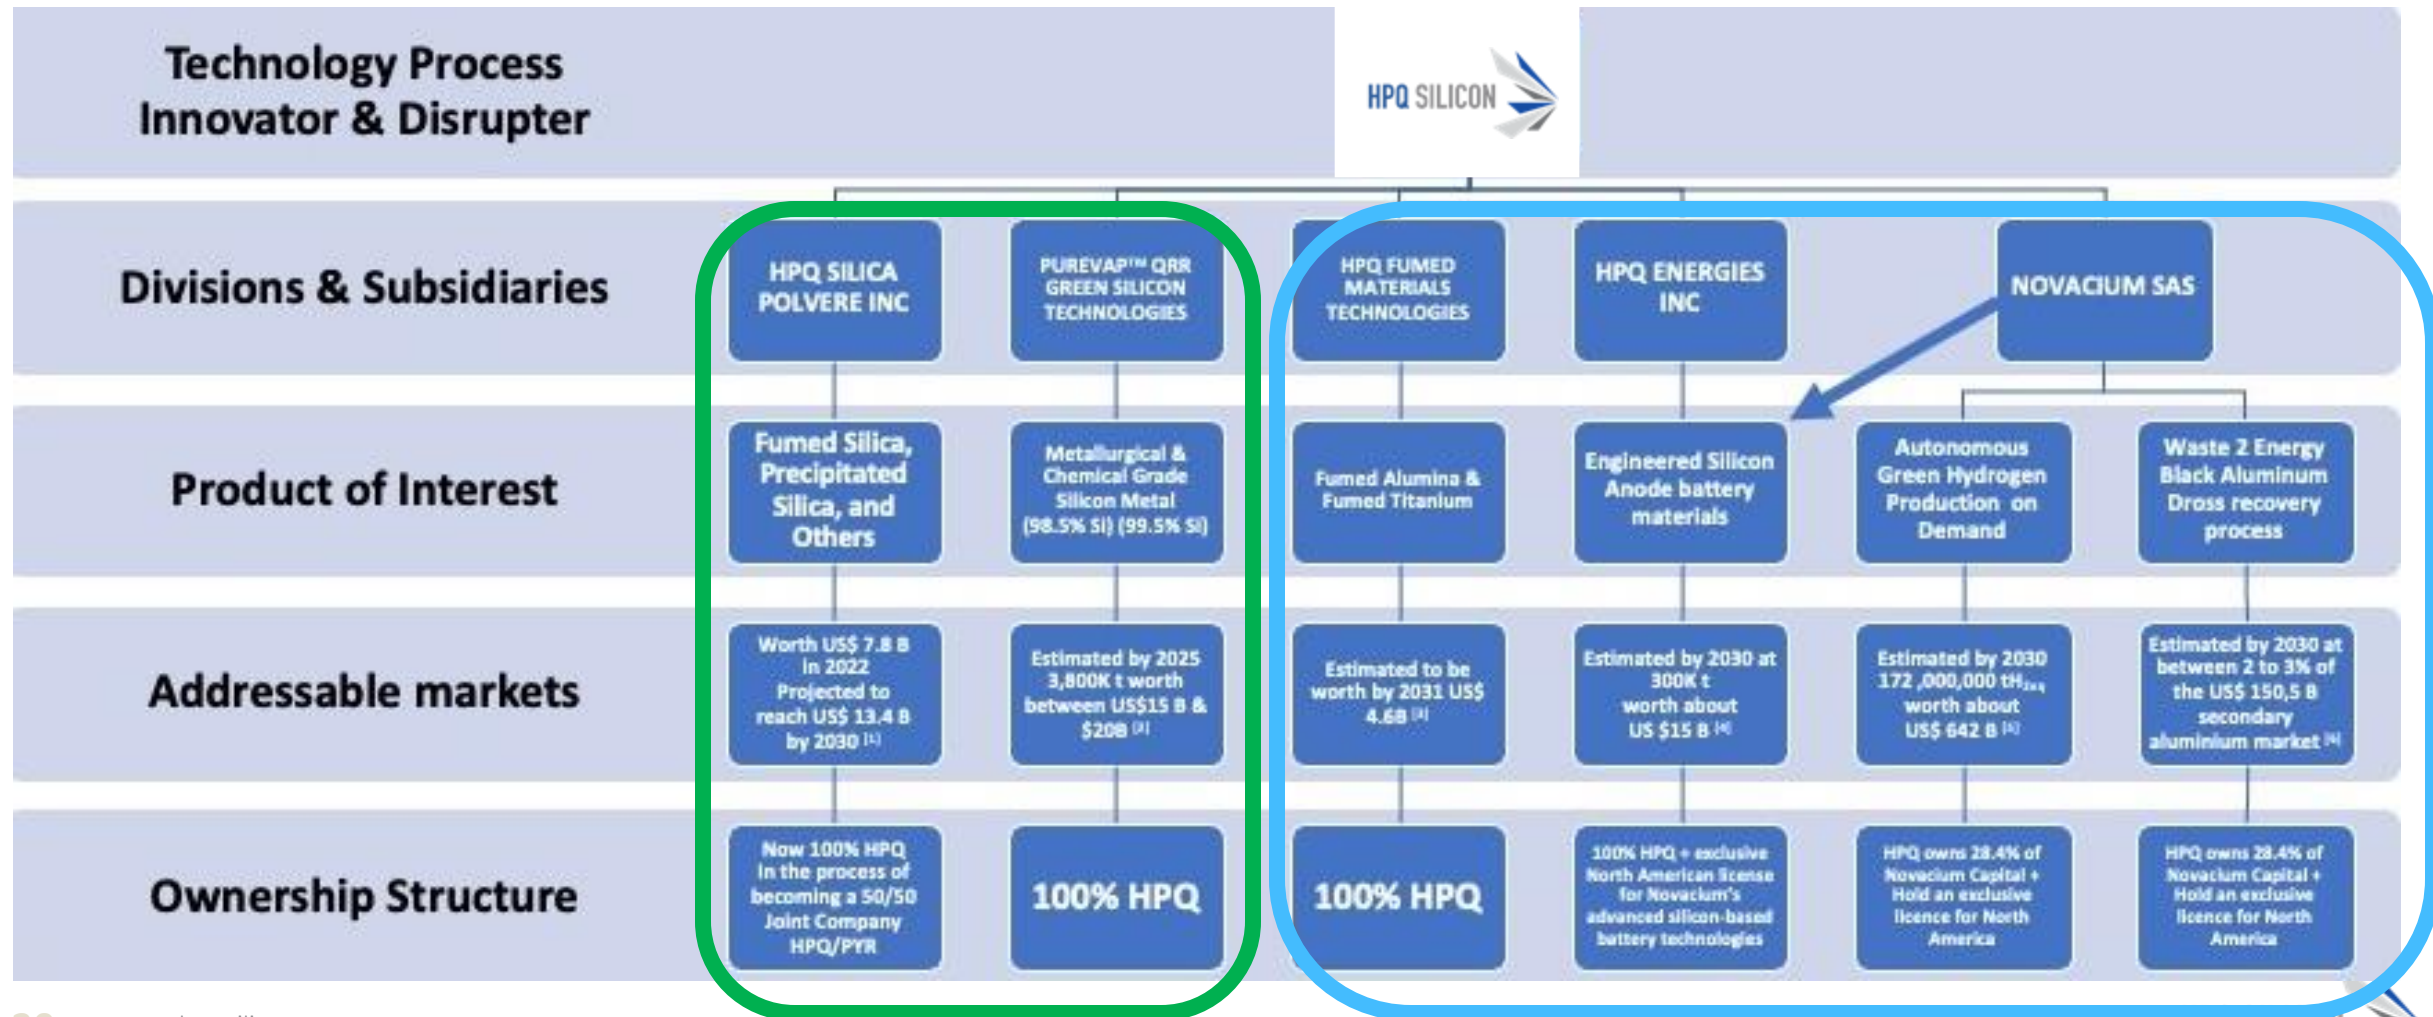 Technology Process
Innovator & Disrupter
HPQ SILICON
Divisions & Subsidiaries
HPQ SILICA
POLVERE INC
PUREVAP™ QRR
GREEN SILICON
TECHNOLOGIES
HPQ FUMED
MATERIALS
TECHNOLOGIES
HPQ ENERGIES
INC
NOVACIUM SAS
Product of Interest
Fumed Silica,
Precipitated
Silica, and
Others
Metallurgical &
Chemical Grade
Silicon Metal
(98.5% Si) (99.5% Si)
Fumed Alumina &
Fumed Titanium
Engineered Silicon
Anode battery
materials
Autonomous
Green Hydrogen
Production on
Demand
Waste 2 Energy
Black Aluminum
Dross recovery
process
Addressable markets
Worth US$ 7.8 B
in 2022
Projected to
reach US$ 13.4 B
by 2030 [1]
Estimated by 2025
3,800K t worth
between US$15 B &
$20B [2]
Estimated to be
worth by 2031 US$
4.6B [3]
Estimated by 2030 at
300K t
worth about
US $15 B [4]
Estimated by 2030
172 ,000,000 tH₂ₑq
worth about
US$ 642 B [5]
Estimated by 2030 at
between 2 to 3% of
the US$ 150,5 B
secondary
aluminium market [6]
Ownership Structure
Now 100% HPQ
In the process of
becoming a 50/50
Joint Company
HPQ/PYR
100% HPQ
100% HPQ
100% HPQ + exclusive
North American license
for Novacium's
advanced silicon-based
battery technologies
HPQ owns 28.4% of
Novacium Capital +
Hold an exclusive
licence for North
America
HPQ owns 28.4% of
Novacium Capital +
Hold an exclusive
licence for North
America